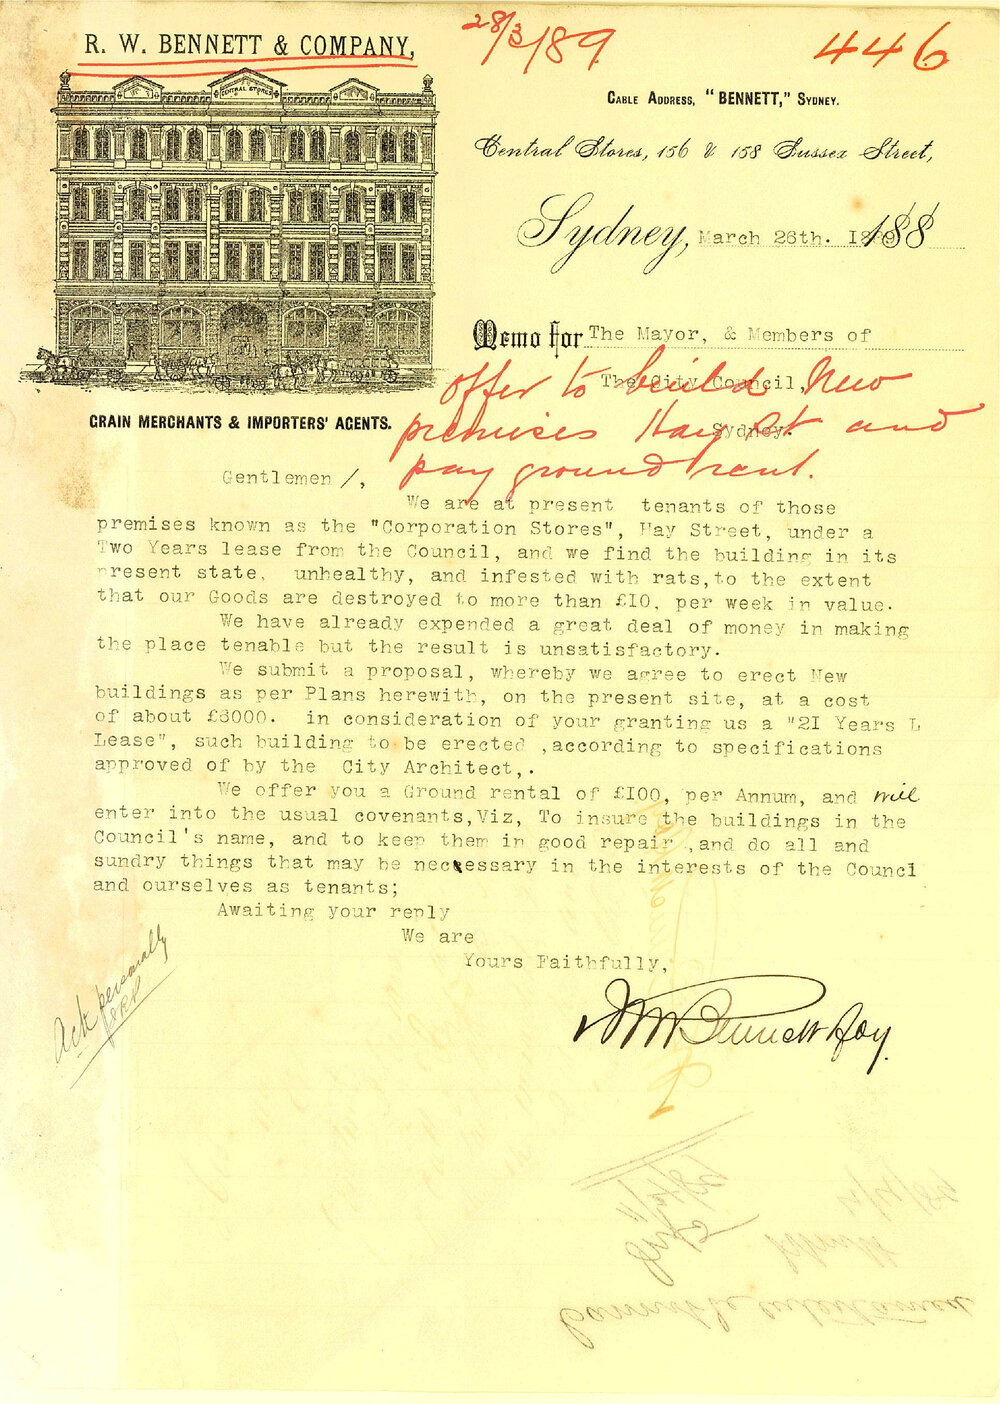 28/3/89
446
R. W. BENNETT & COMPANY,
CENTRAL STORES
CABLE ADDRESS, "BENNETT," SYDNEY.
Central Stores, 156 & 158 Sussex Street,
Sydney, March 26th. 1889 188
Memo for The Mayor, & Members of
The City Council,
Sydney.
offer to build New
premises Hay St and
pay ground rent.
GRAIN MERCHANTS & IMPORTERS' AGENTS.
Gentlemen /,
We are at present tenants of those
premises known as the "Corporation Stores", Hay Street, under a
Two Years lease from the Council, and we find the building in its
present state, unhealthy, and infested with rats,to the extent
that our Goods are destroyed to more than £IO, per week in value.
We have already expended a great deal of money in making
the place tenable but the result is unsatisfactory.
We submit a proposal, whereby we agree to erect New
buildings as per Plans herewith, on the present site, at a cost
of about £3000. in consideration of your granting us a "2I Years L
Lease", such building to be erected ,according to specifications
approved of by the City Architect,.
We offer you a Ground rental of £IOO, per Annum, and will
enter into the usual covenants,Viz, To insure the buildings in the
Council's name, and to keep them in good repair ,and do all and
sundry things that may be necessary in the interests of the Councl
and ourselves as tenants;
Awaiting your reply
We are
Yours Faithfully,
RW Bennett & Coy.
Ack personally
Cannot be entertained